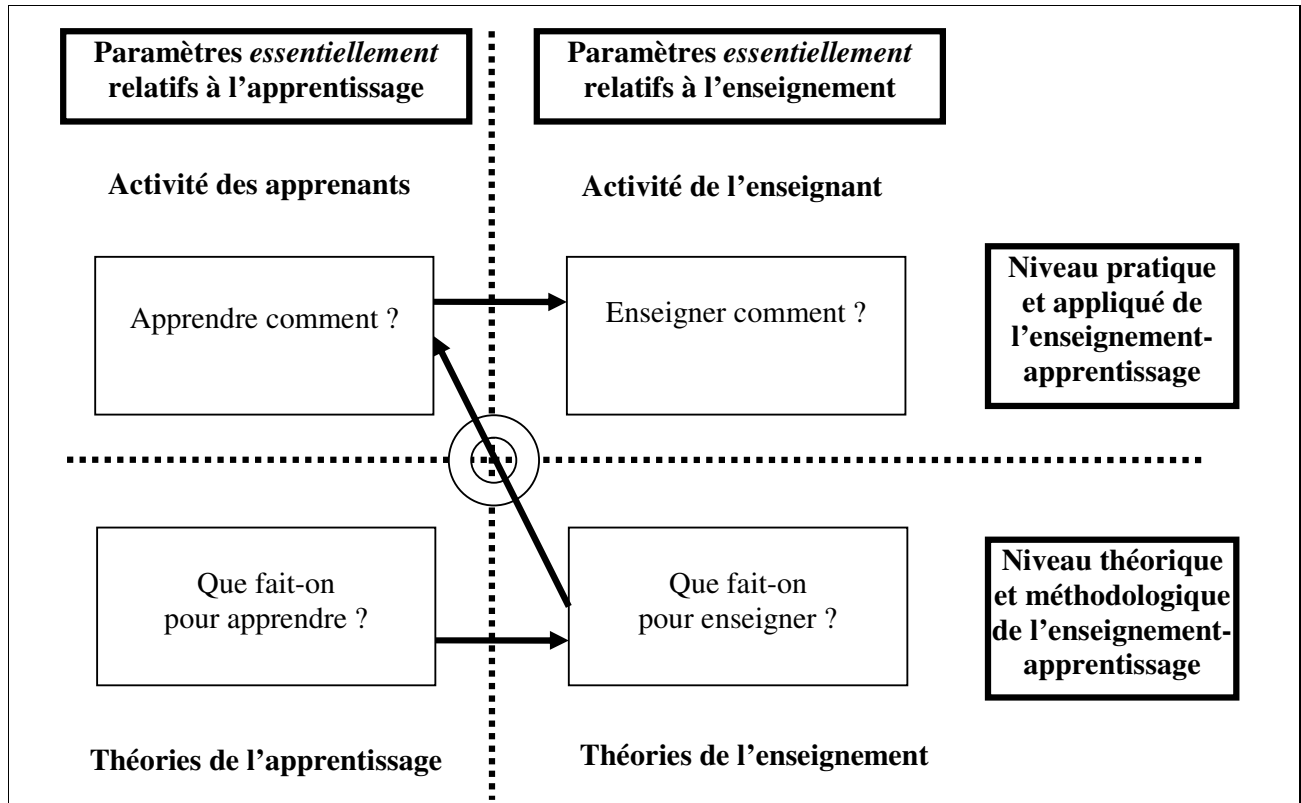 Paramètres essentiellement
relatifs à l’apprentissage
Paramètres essentiellement
relatifs à l’enseignement
Activité des apprenants
Activité de l’enseignant
Apprendre comment ?
Enseigner comment ?
Niveau pratique
et appliqué de
l’enseignement-
apprentissage
Que fait-on
pour apprendre ?
Que fait-on
pour enseigner ?
Niveau théorique
et méthodologique
de l’enseignement-
apprentissage
Théories de l’apprentissage
Théories de l’enseignement